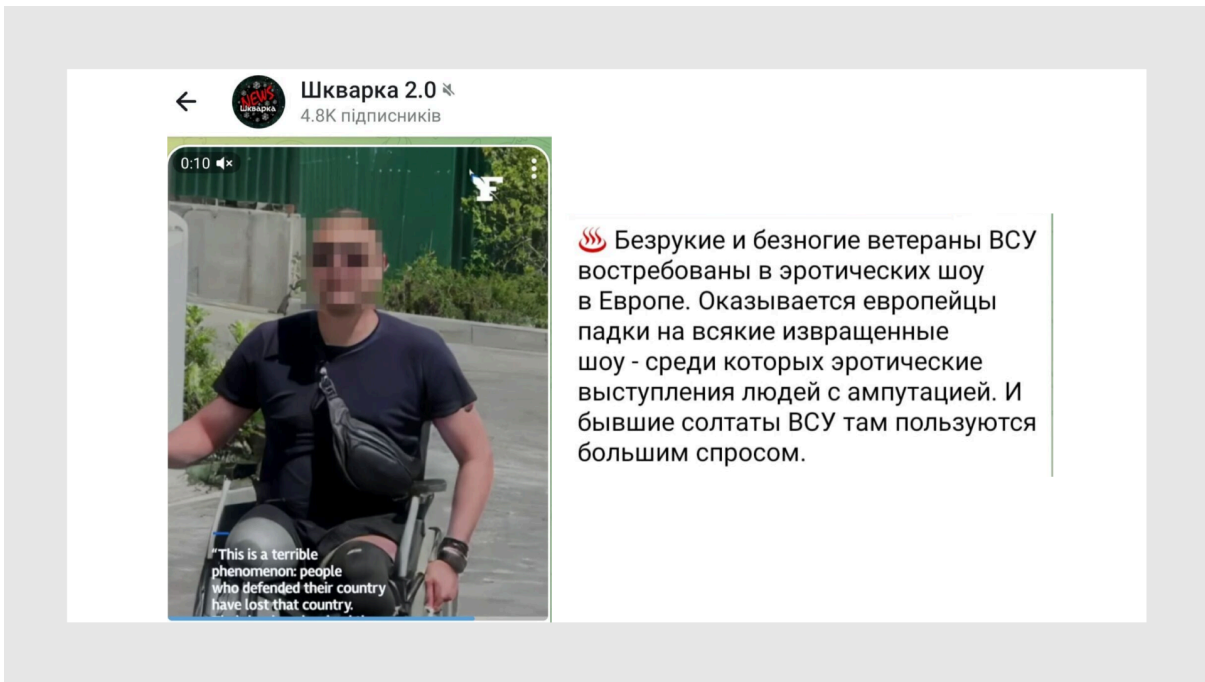 Шкварка 2.0
4.8K підписників
NEWS
Шкварка
0:10
F
"This is a terrible
phenomenon: people
who defended their country
have lost that country.
♨️ Безрукие и безногие ветераны ВСУ
востребованы в эротических шоу
в Европе. Оказывается европейцы
падки на всякие извращенные
шоу - среди которых эротические
выступления людей с ампутацией. И
бывшие солтаты ВСУ там пользуются
большим спросом.